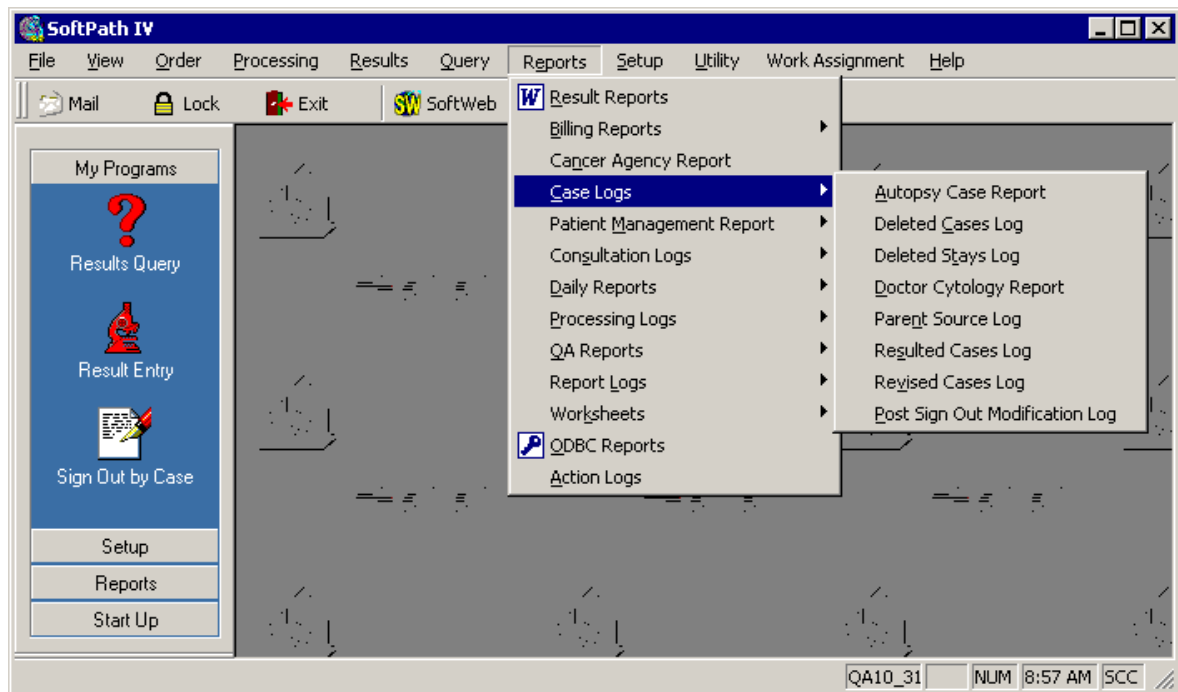 SoftPath IV
File View Order Processing Results Query Reports Setup Utility Work Assignment Help
Mail Lock Exit SW SoftWeb
My Programs
Results Query
Result Entry
Sign Out by Case
Setup
Reports
Start Up
W Result Reports
Billing Reports
Cancer Agency Report
Case Logs
Patient Management Report
Consultation Logs
Daily Reports
Processing Logs
QA Reports
Report Logs
Worksheets
ODBC Reports
Action Logs
Autopsy Case Report
Deleted Cases Log
Deleted Stays Log
Doctor Cytology Report
Parent Source Log
Resulted Cases Log
Revised Cases Log
Post Sign Out Modification Log
QA10_31 NUM 8:57 AM SCC